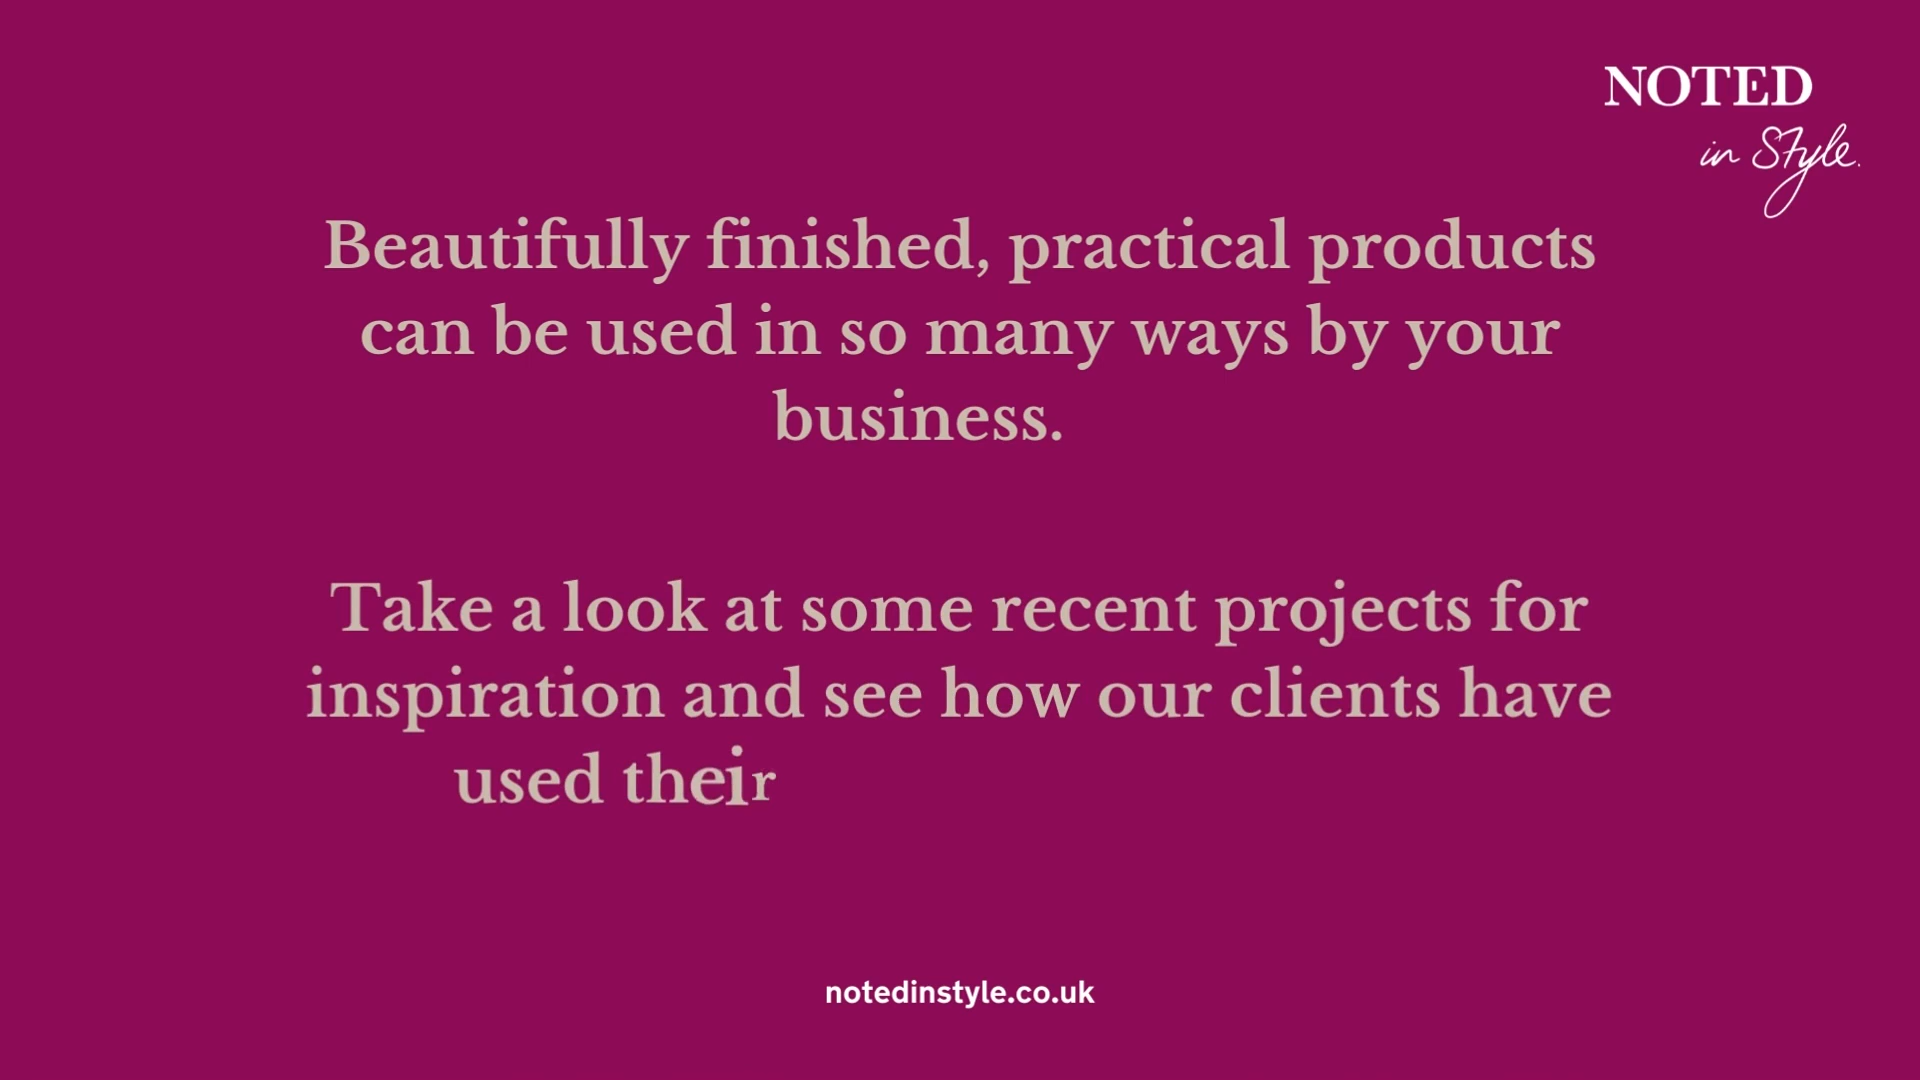 NOTED
in Style.
Beautifully finished, practical products
can be used in so many ways by your
business.
Take a look at some recent projects for
inspiration and see how our clients have
used their
notedinstyle.co.uk